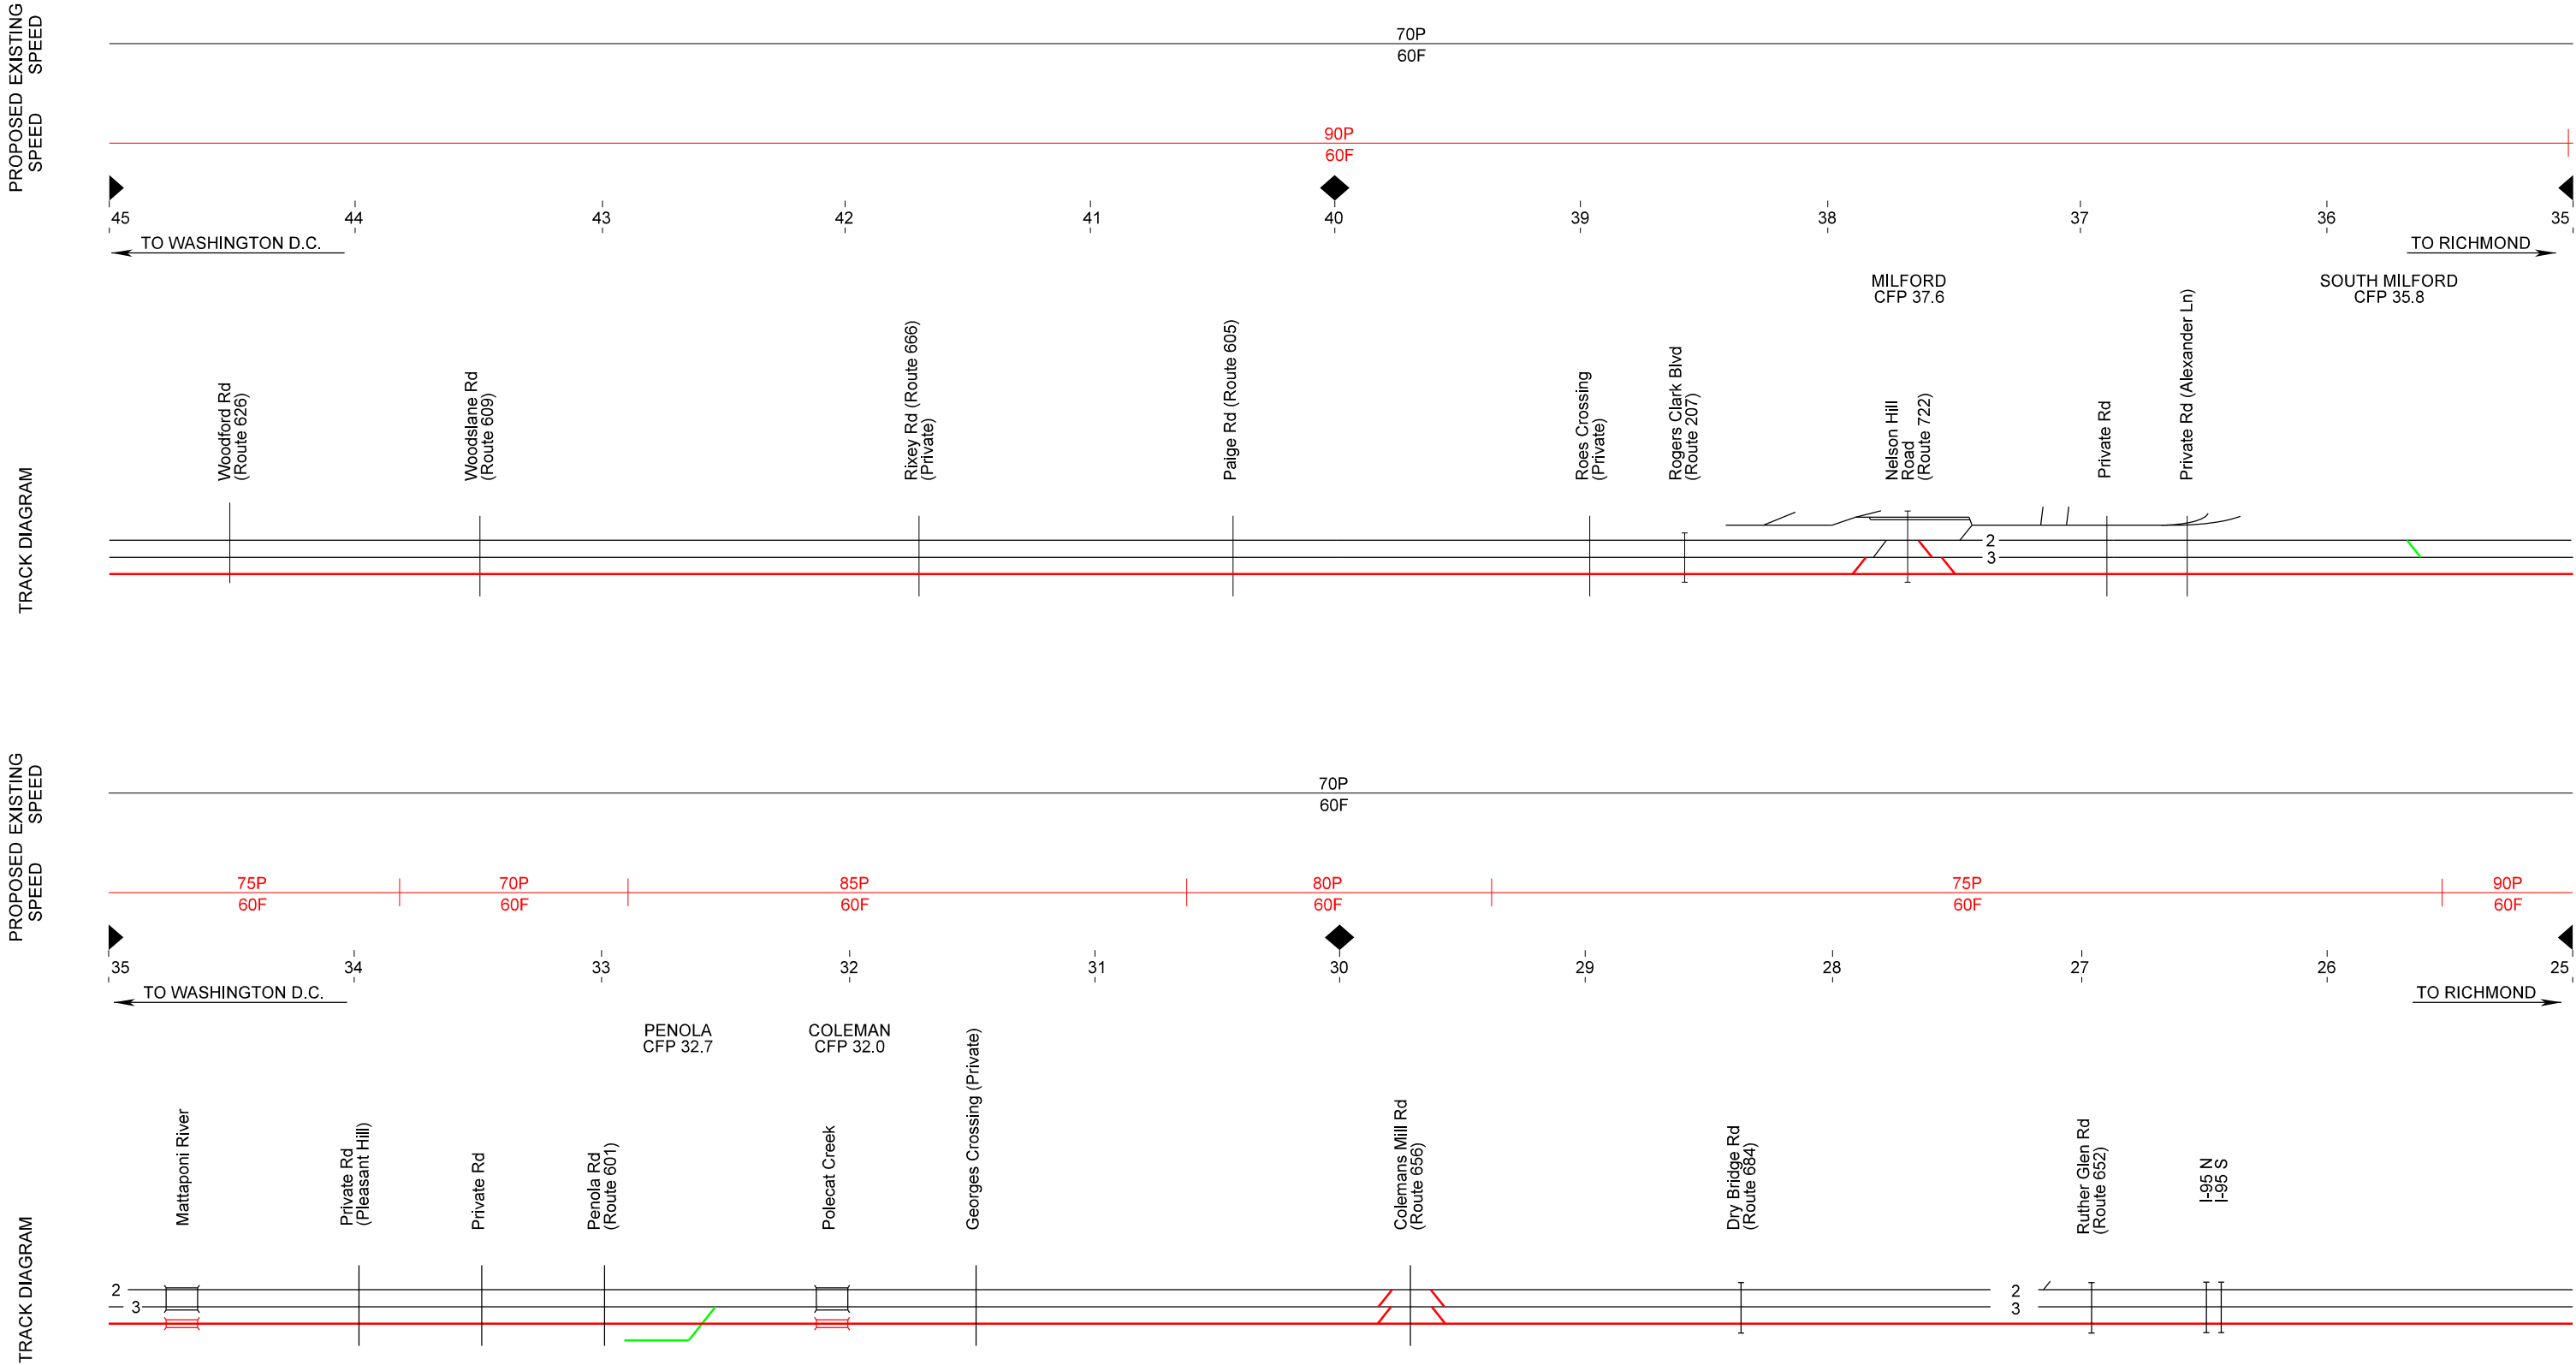 EXISTING
SPEED
70P
60F
PROPOSED
SPEED
90P
60F
45
44
43
42
41
40
39
38
37
36
35
TO WASHINGTON D.C.
TO RICHMOND
MILFORD
CFP 37.6
SOUTH MILFORD
CFP 35.8
TRACK DIAGRAM
Woodford Rd
(Route 626)
Woodslane Rd
(Route 609)
Rixey Rd (Route 666)
(Private)
Paige Rd (Route 605)
Roes Crossing
(Private)
Rogers Clark Blvd
(Route 207)
Nelson Hill
Road
(Route 722)
Private Rd
Private Rd (Alexander Ln)
2
3
EXISTING
SPEED
70P
60F
PROPOSED
SPEED
75P
60F
70P
60F
85P
60F
80P
60F
75P
60F
90P
60F
35
34
33
32
31
30
29
28
27
26
25
TO WASHINGTON D.C.
TO RICHMOND
PENOLA
CFP 32.7
COLEMAN
CFP 32.0
TRACK DIAGRAM
Mattaponi River
Private Rd
(Pleasant Hill)
Private Rd
Penola Rd
(Route 601)
Polecat Creek
Georges Crossing (Private)
Colemans Mill Rd
(Route 656)
Dry Bridge Rd
(Route 684)
Ruther Glen Rd
(Route 652)
I-95 N
I-95 S
2
3
2
3